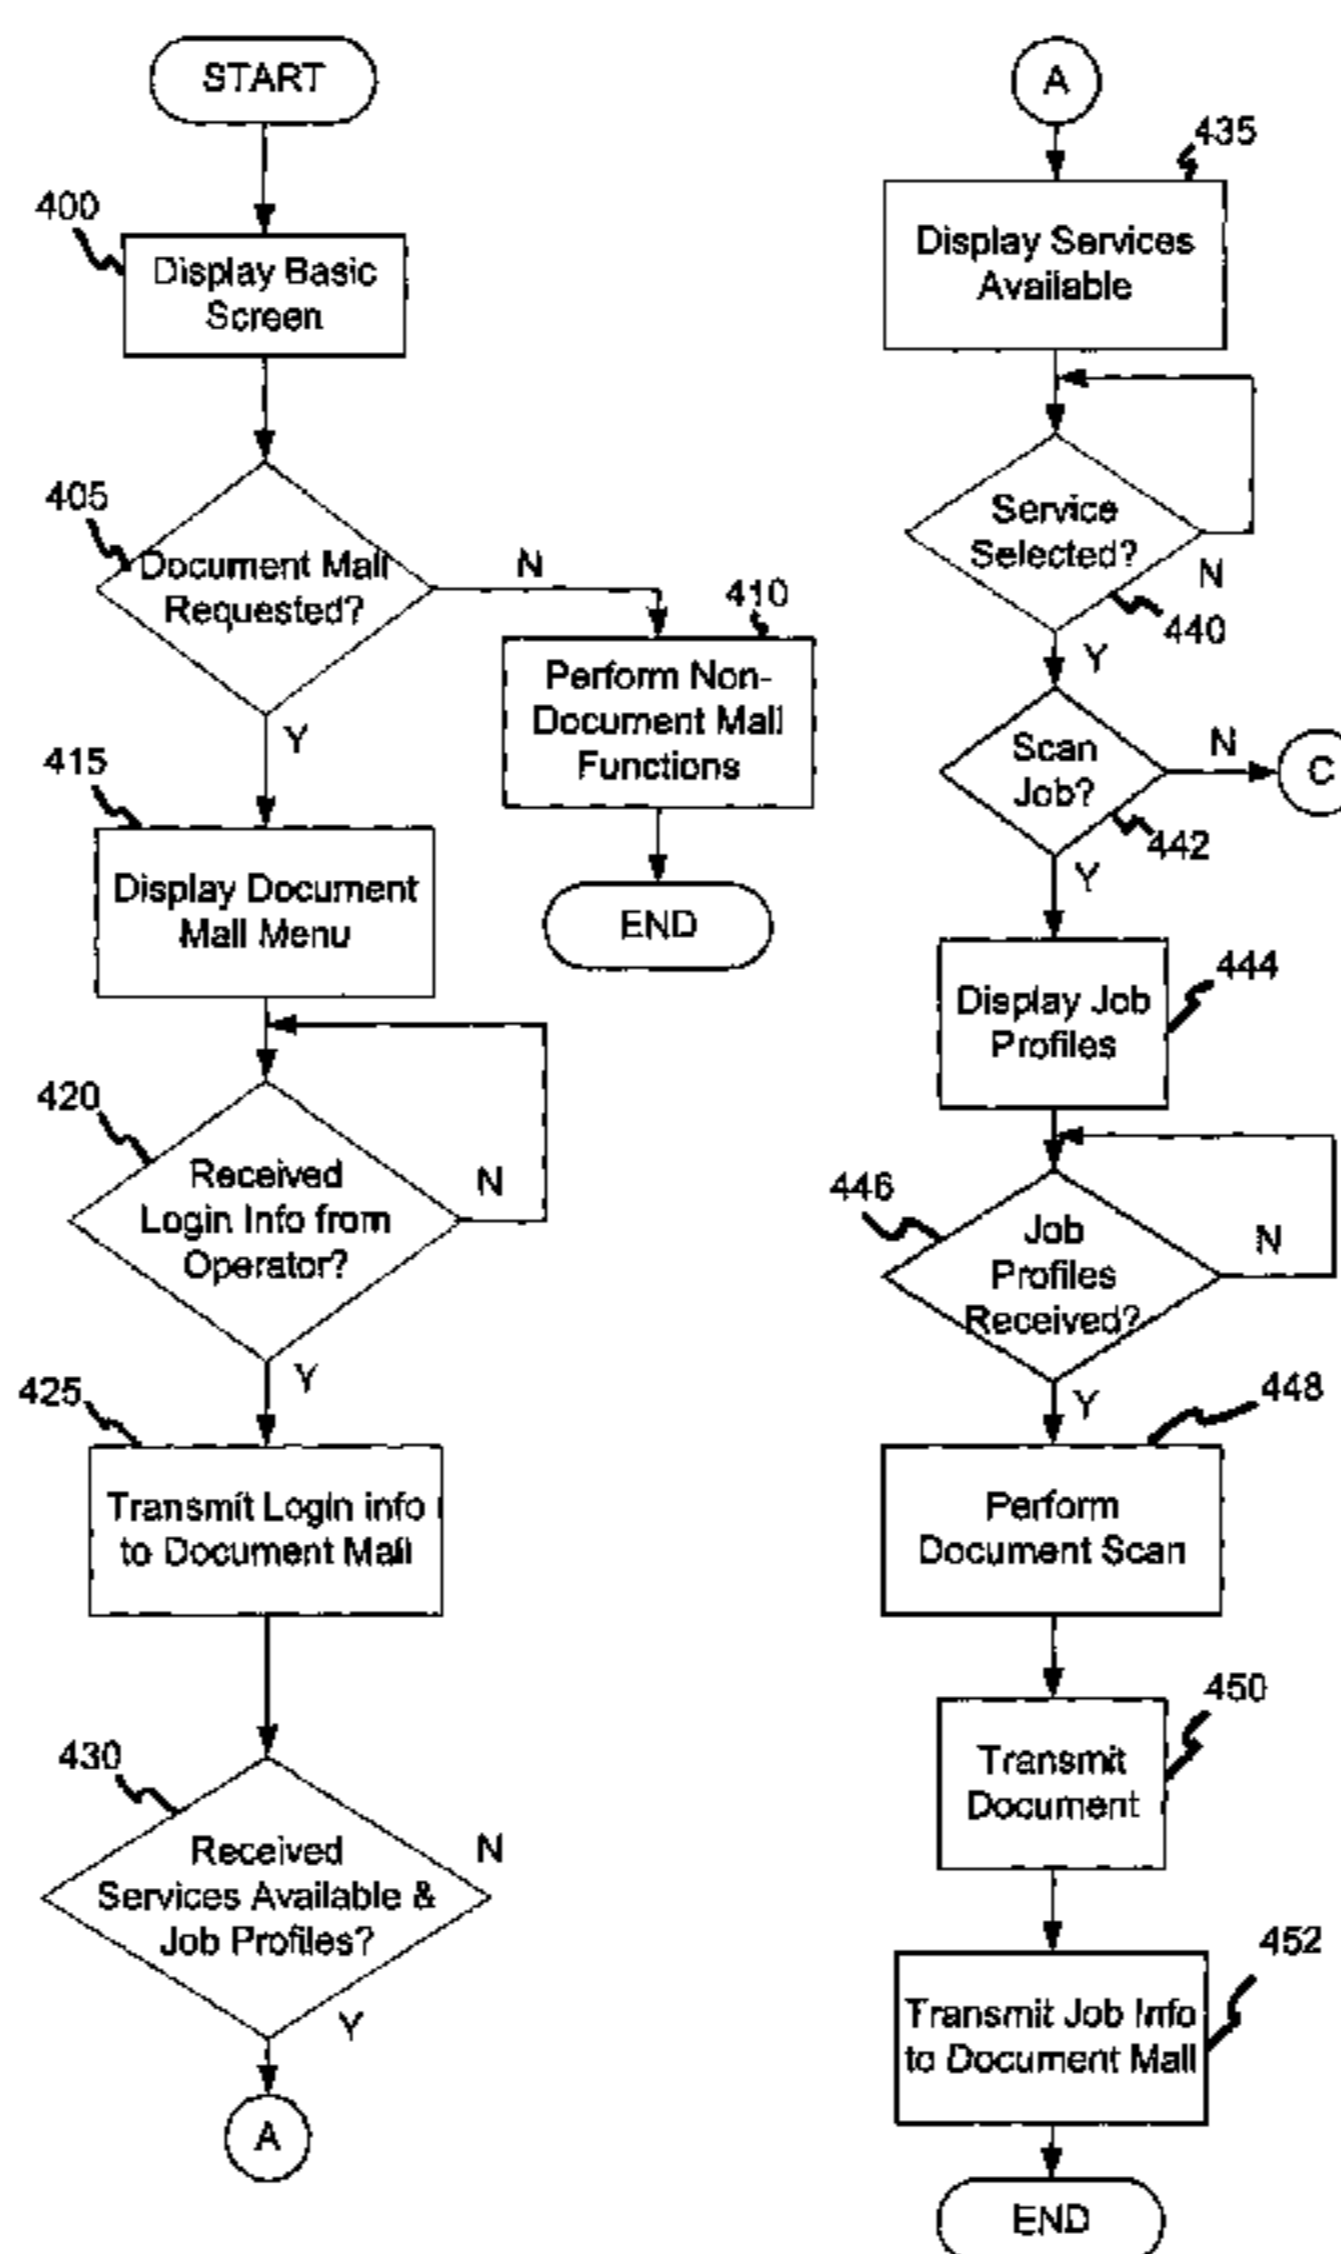 START
400
Display Basic
Screen
405
Document Mall
Requested?
N
410
Perform Non-
Document Mall
Functions
END
Y
415
Display Document
Mall Menu
420
Received
Login Info from
Operator?
N
Y
425
Transmit Login info
to Document Mall
430
Received
Services Available &
Job Profiles?
N
Y
A
A
435
Display Services
Available
Service
Selected?
N
440
Y
Scan
Job?
N
C
442
Y
444
Display Job
Profiles
446
Job
Profiles
Received?
N
Y
448
Perform
Document Scan
450
Transmit
Document
452
Transmit Job Info
to Document Mall
END